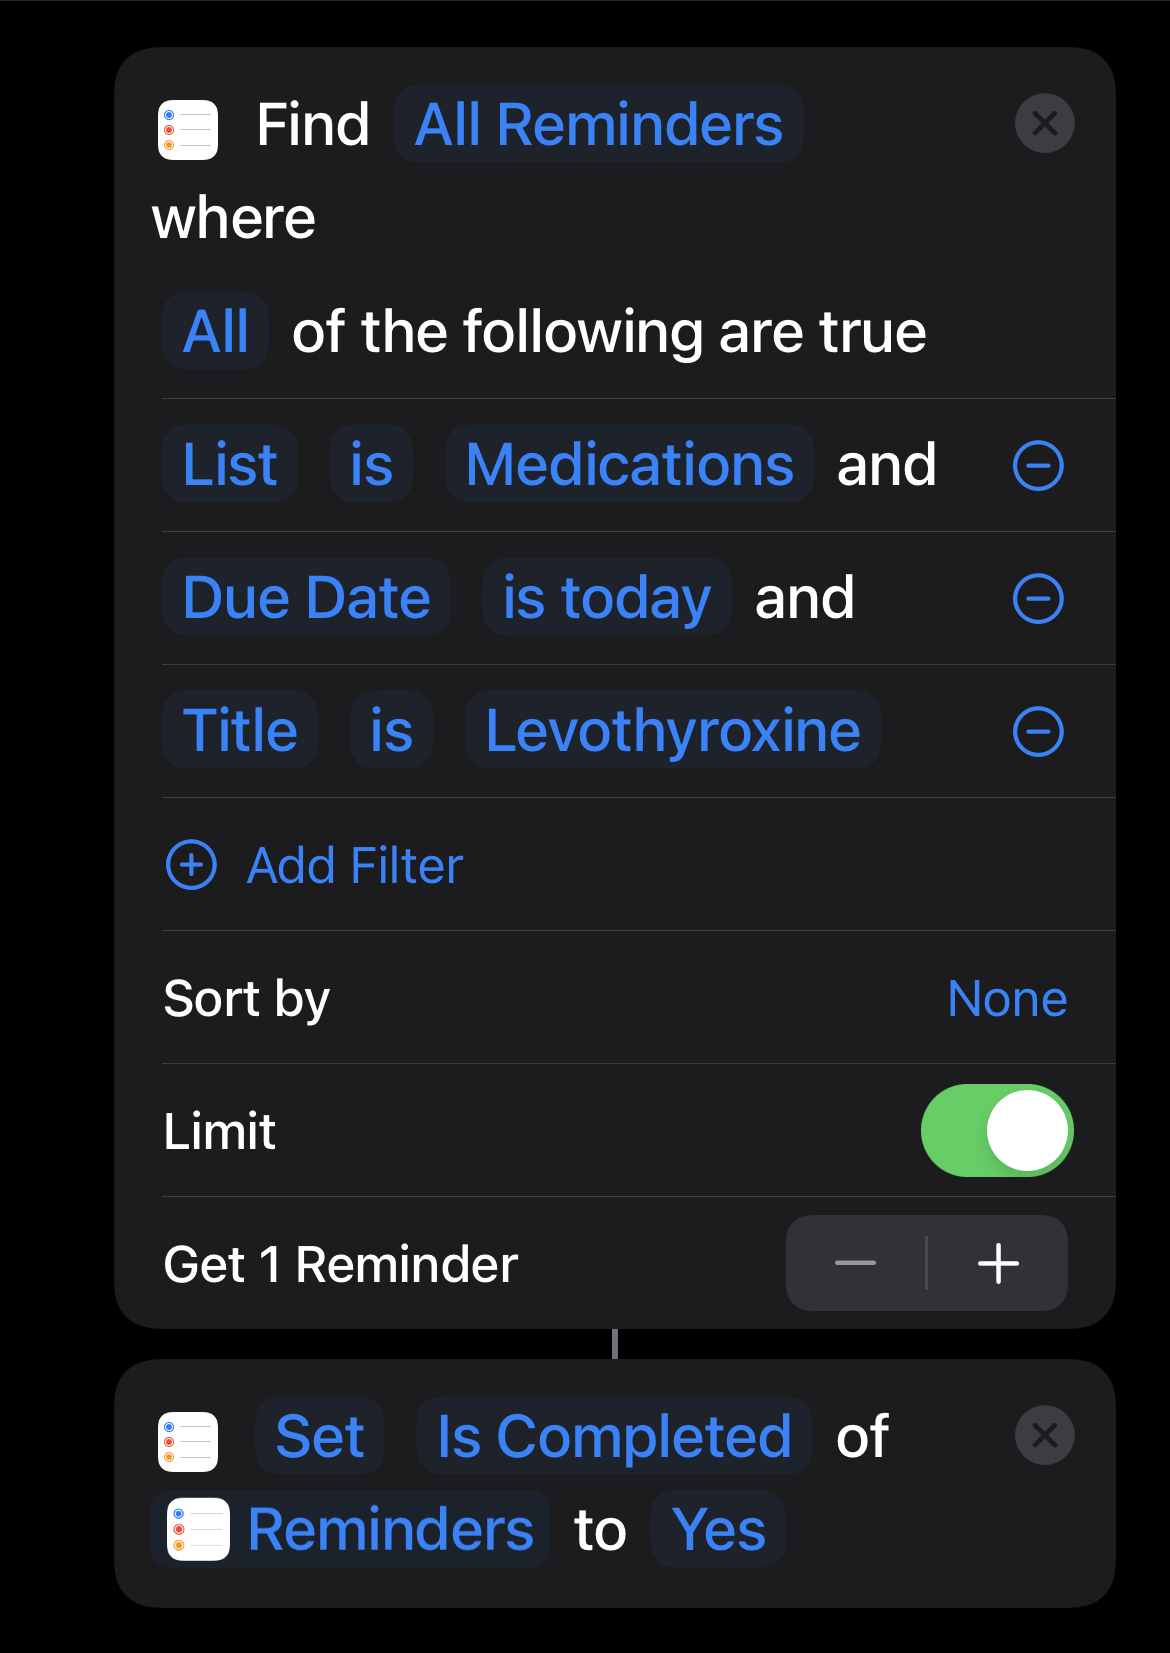 Find All Reminders
where
All of the following are true
List is Medications and
Due Date is today and
Title is Levothyroxine
Add Filter
Sort by None
Limit
Get 1 Reminder
Set Is Completed of
Reminders to Yes